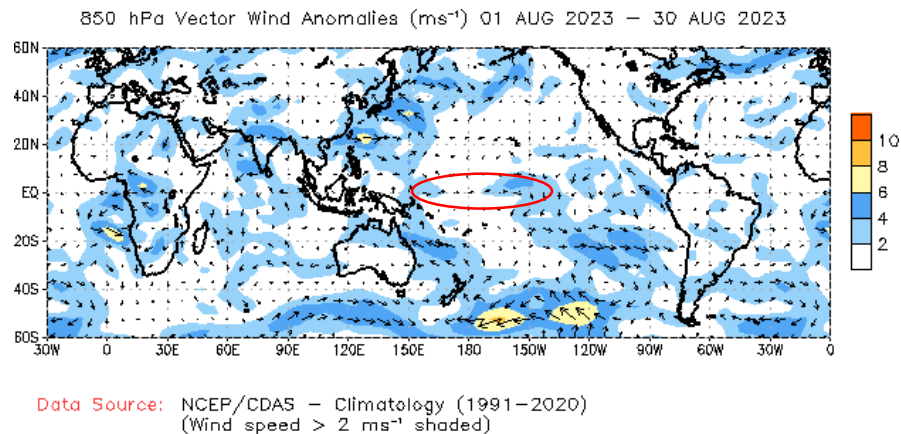 850 hPa Vector Wind Anomalies (ms⁻¹) 01 AUG 2023 – 30 AUG 2023
60N
40N
20N
EQ
20S
40S
60S
30W 0 30E 60E 90E 120E 150E 180 150W 120W 90W 60W 30W 0
10
8
6
4
2
Data Source: NCEP/CDAS – Climatology (1991–2020)
(Wind speed > 2 ms⁻¹ shaded)